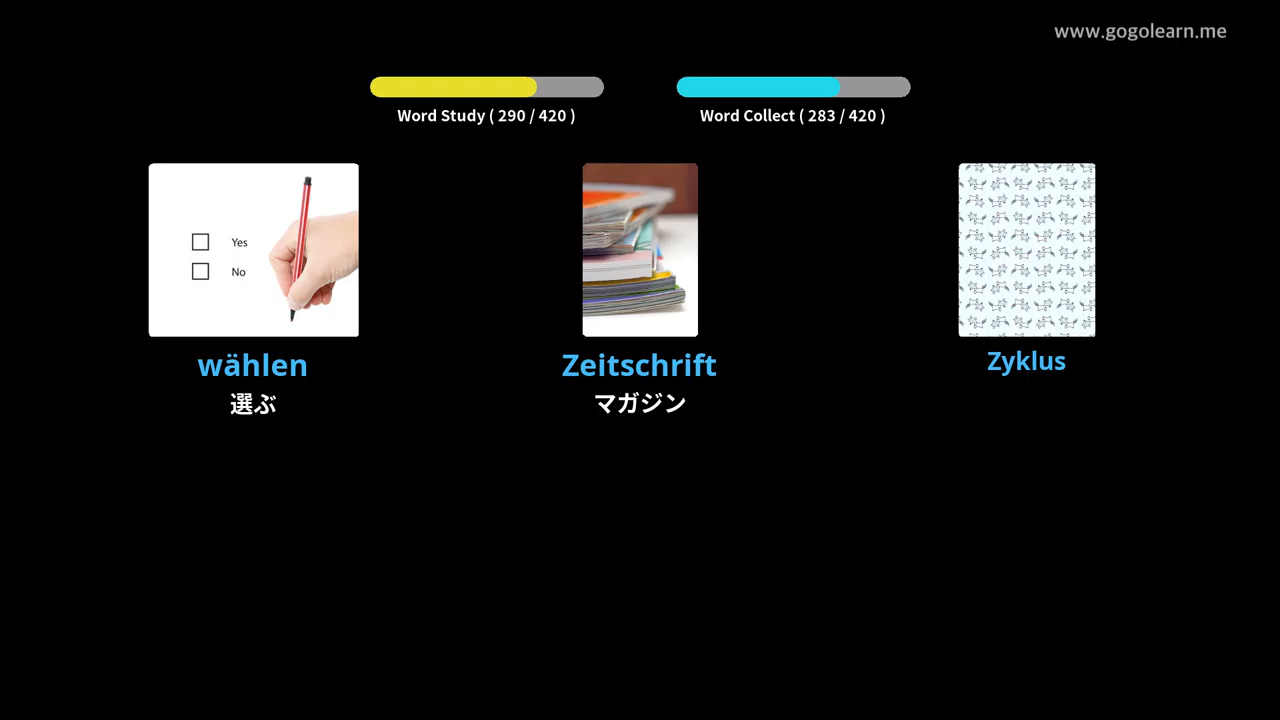 www.gogolearn.me
Word Study ( 290 / 420 )
Word Collect ( 283 / 420 )
Yes
No
wählen
Zeitschrift
Zyklus
選ぶ
マガジン